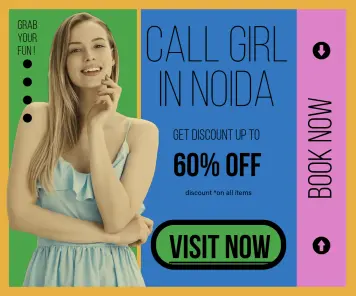 GRAB
YOUR
FUN !
CALL GIRL
IN NOIDA
GET DISCOUNT UP TO
60% OFF
discount *on all items
VISIT NOW
BOOK NOW